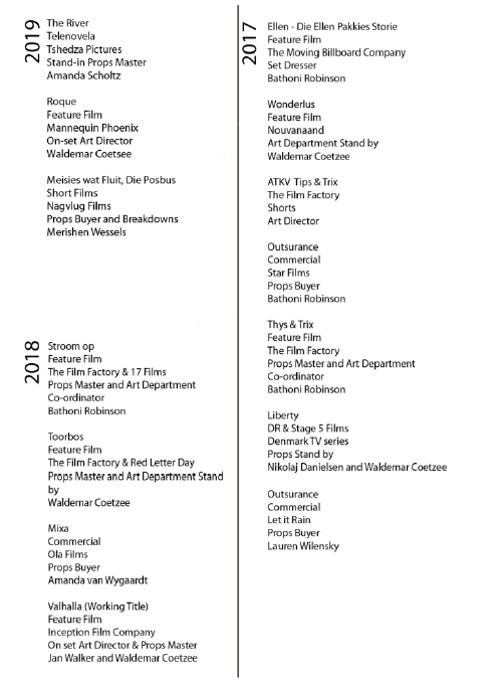 2019
The River
Telenovela
Tshedza Pictures
Stand-in Props Master
Amanda Scholtz

Roque
Feature Film
Mannequin Phoenix
On-set Art Director
Waldemar Coetsee

Meisies wat Fluit, Die Posbus
Short Films
Nagvlug Films
Props Buyer and Breakdowns
Merishen Wessels

2018
Stroom op
Feature Film
The Film Factory & 17 Films
Props Master and Art Department
Co-ordinator
Bathoni Robinson

Toorbos
Feature Film
The Film Factory & Red Letter Day
Props Master and Art Department Stand
by
Waldemar Coetzee

Mixa
Commercial
Ola Films
Props Buyer
Amanda van Wygaardt

Valhalla (Working Title)
Feature Film
Inception Film Company
On set Art Director & Props Master
Jan Walker and Waldemar Coetzee

2017
Ellen - Die Ellen Pakkies Storie
Feature Film
The Moving Billboard Company
Set Dresser
Bathoni Robinson

Wonderlus
Feature Film
Nouvanaand
Art Department Stand by
Waldemar Coetzee

ATKV Tips & Trix
The Film Factory
Shorts
Art Director

Outsurance
Commercial
Star Films
Props Buyer
Bathoni Robinson

Thys & Trix
Feature Film
The Film Factory
Props Master and Art Department
Co-ordinator
Bathoni Robinson

Liberty
DR & Stage 5 Films
Denmark TV series
Props Stand by
Nikolaj Danielsen and Waldemar Coetzee

Outsurance
Commercial
Let it Rain
Props Buyer
Lauren Wilensky